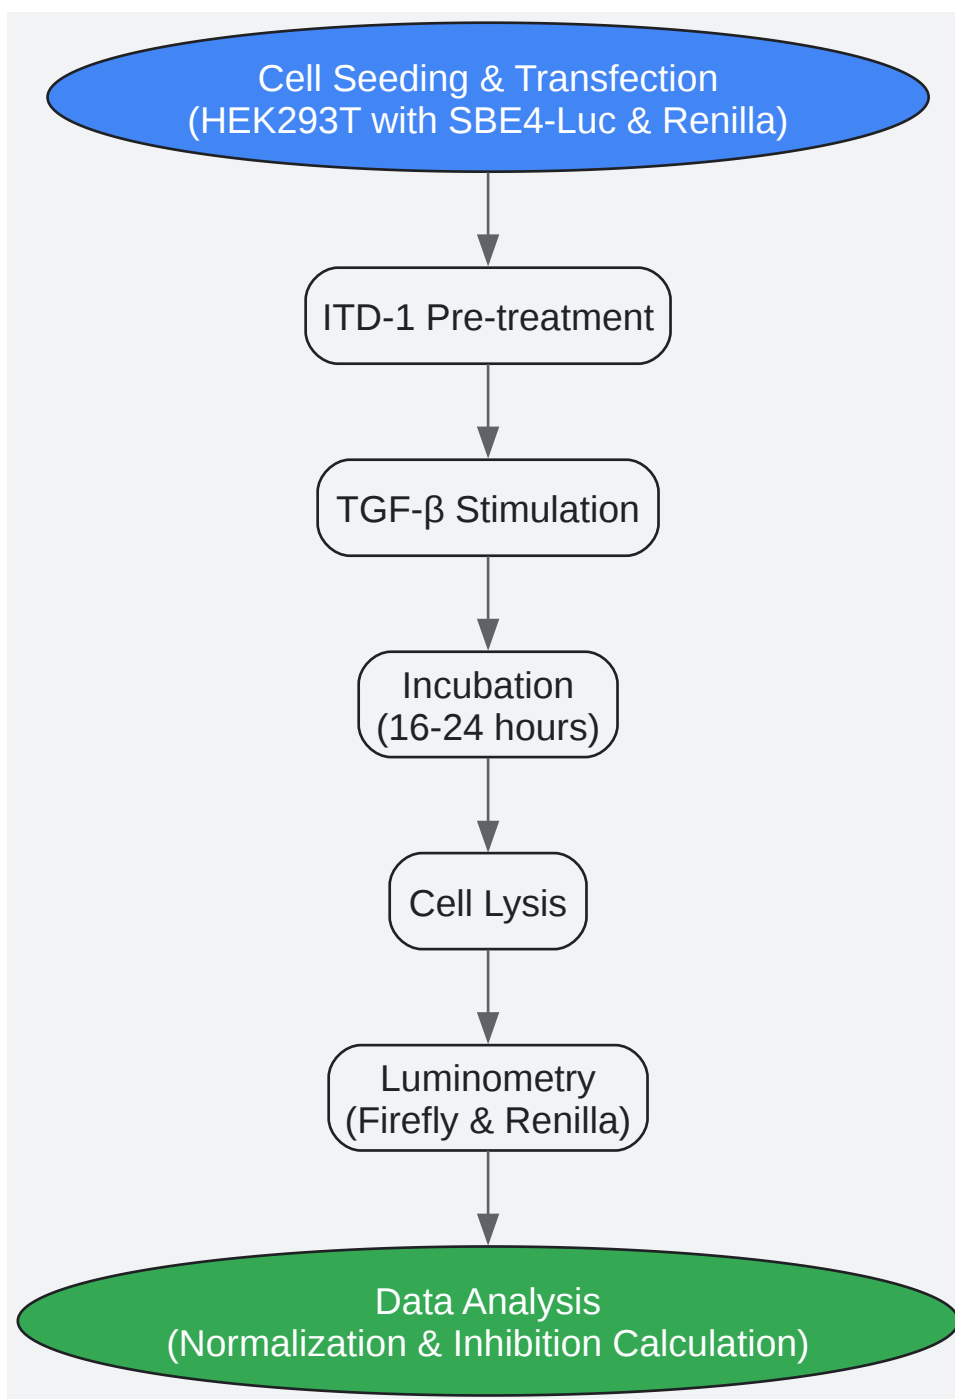 Cell Seeding & Transfection
(HEK293T with SBE4-Luc & Renilla)
ITD-1 Pre-treatment
TGF-β Stimulation
Incubation
(16-24 hours)
Cell Lysis
Luminometry
(Firefly & Renilla)
Data Analysis
(Normalization & Inhibition Calculation)